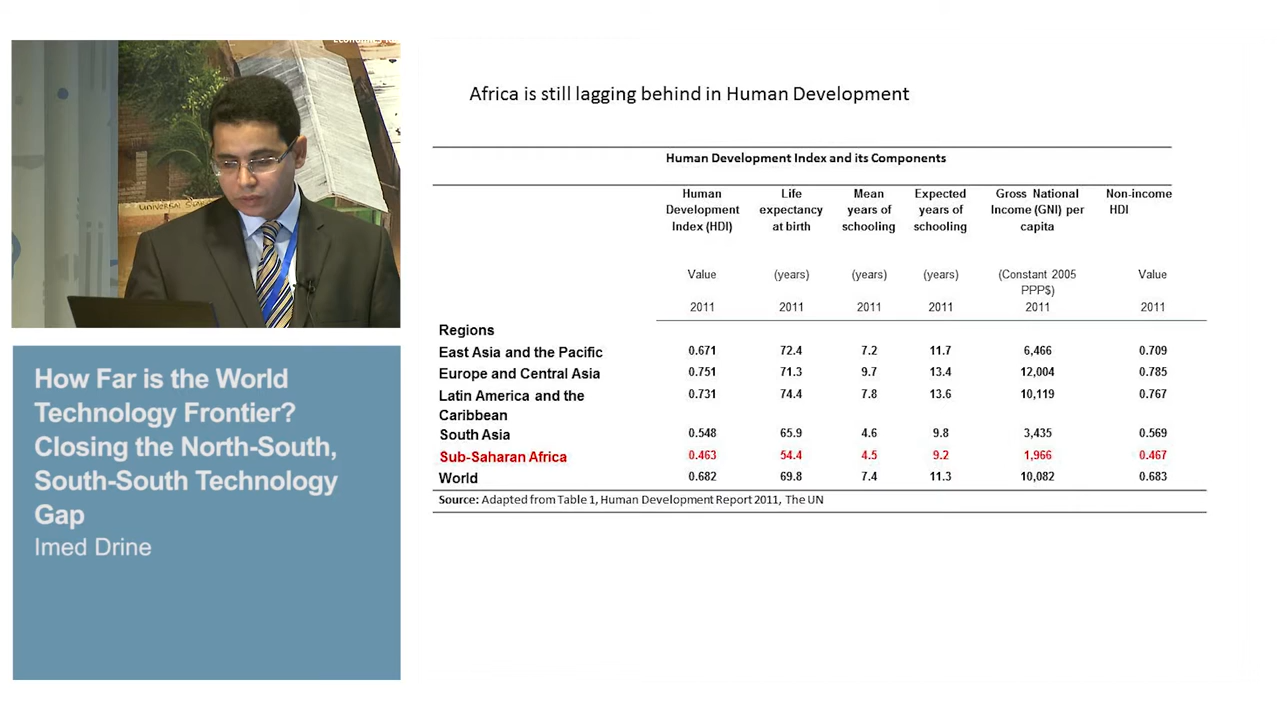 Africa is still lagging behind in Human Development
Human Development Index and its Components
Human Development Index (HDI) Life expectancy at birth Mean years of schooling Expected years of schooling Gross National Income (GNI) per capita Non-income HDI
Value (years) (years) (years) (Constant 2005 PPP$) Value
2011 2011 2011 2011 2011 2011
Regions
East Asia and the Pacific 0.671 72.4 7.2 11.7 6,466 0.709
Europe and Central Asia 0.751 71.3 9.7 13.4 12,004 0.785
Latin America and the Caribbean 0.731 74.4 7.8 13.6 10,119 0.767
South Asia 0.548 65.9 4.6 9.8 3,435 0.569
Sub-Saharan Africa 0.463 54.4 4.5 9.2 1,966 0.467
World 0.682 69.8 7.4 11.3 10,082 0.683
Source: Adapted from Table 1, Human Development Report 2011, The UN
How Far is the World
Technology Frontier?
Closing the North-South,
South-South Technology
Gap
Imed Drine